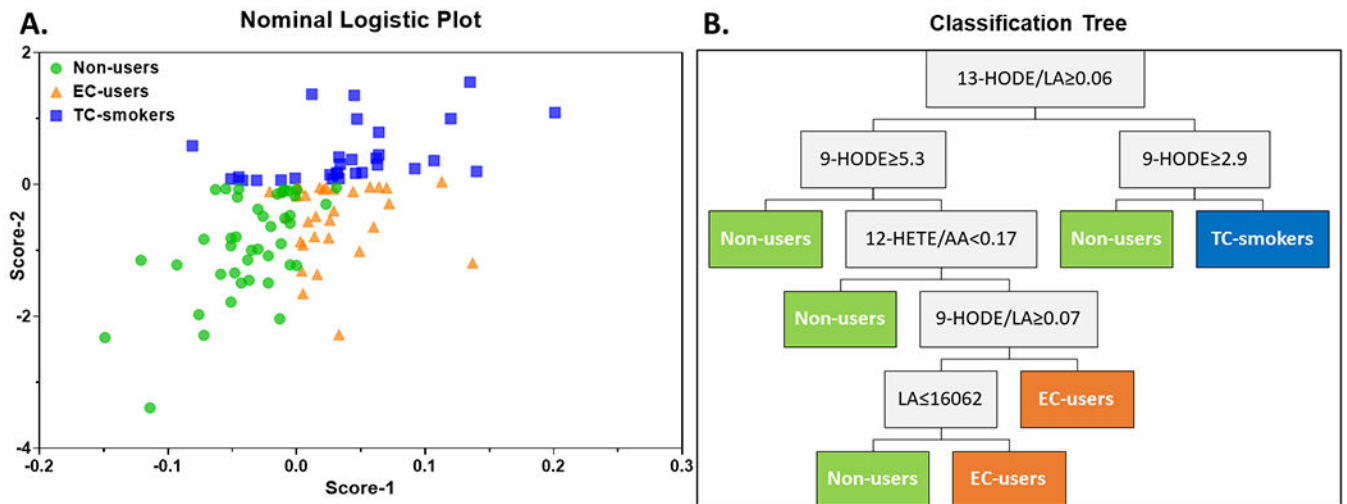 A.
Nominal Logistic Plot
2
0
-2
-4
Score-2
Non-users
EC-users
TC-smokers
-0.2
-0.1
0.0
0.1
0.2
0.3
Score-1
B.
Classification Tree
13-HODE/LA≥0.06
9-HODE≥5.3
9-HODE≥2.9
Non-users
12-HETE/AA<0.17
Non-users
TC-smokers
Non-users
9-HODE/LA≥0.07
LA≤16062
EC-users
Non-users
EC-users